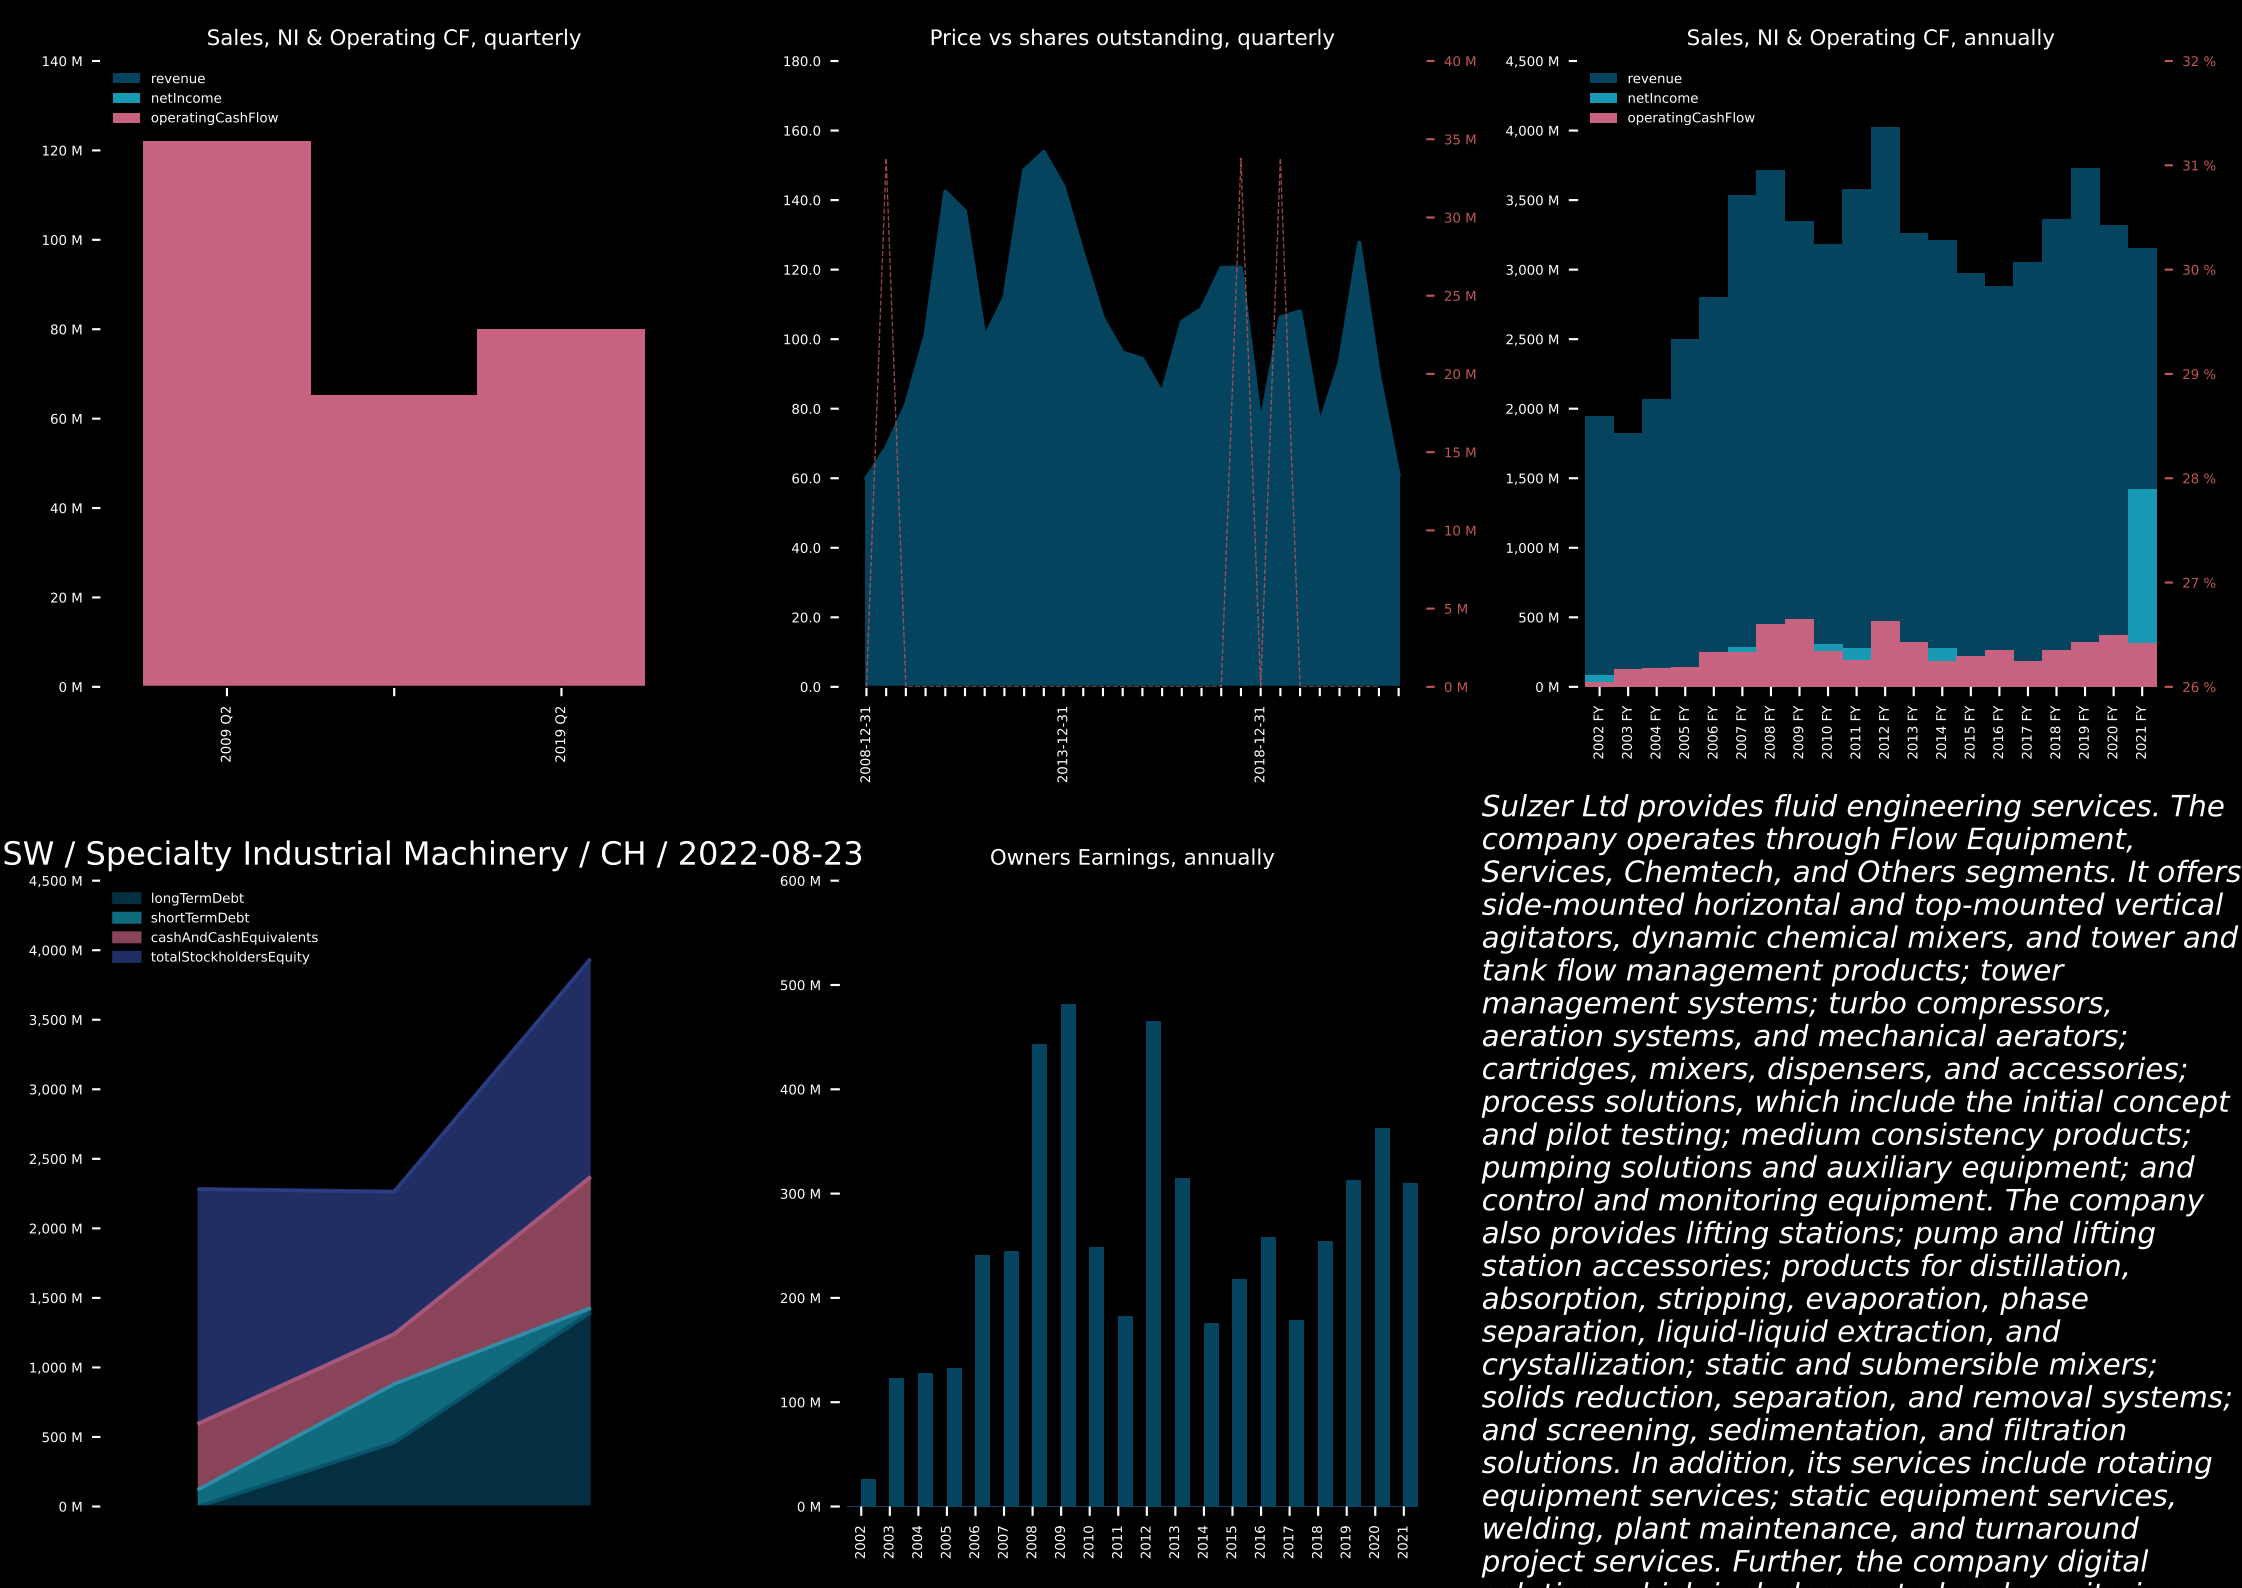 Sales, NI & Operating CF, quarterly
140 M
120 M
100 M
80 M
60 M
40 M
20 M
0 M
revenue
netIncome
operatingCashFlow
2009 Q2
2019 Q2
Price vs shares outstanding, quarterly
180.0
160.0
140.0
120.0
100.0
80.0
60.0
40.0
20.0
0.0
40 M
35 M
30 M
25 M
20 M
15 M
10 M
5 M
0 M
2008-12-31
2013-12-31
2018-12-31
Sales, NI & Operating CF, annually
4,500 M
4,000 M
3,500 M
3,000 M
2,500 M
2,000 M
1,500 M
1,000 M
500 M
0 M
revenue
netIncome
operatingCashFlow
32 %
31 %
30 %
29 %
28 %
27 %
26 %
2002 FY
2003 FY
2004 FY
2005 FY
2006 FY
2007 FY
2008 FY
2009 FY
2010 FY
2011 FY
2012 FY
2013 FY
2014 FY
2015 FY
2016 FY
2017 FY
2018 FY
2019 FY
2020 FY
2021 FY
SW / Specialty Industrial Machinery / CH / 2022-08-23
4,500 M
4,000 M
3,500 M
3,000 M
2,500 M
2,000 M
1,500 M
1,000 M
500 M
0 M
longTermDebt
shortTermDebt
cashAndCashEquivalents
totalStockholdersEquity
Owners Earnings, annually
600 M
500 M
400 M
300 M
200 M
100 M
0 M
2002
2003
2004
2005
2006
2007
2008
2009
2010
2011
2012
2013
2014
2015
2016
2017
2018
2019
2020
2021
Sulzer Ltd provides fluid engineering services. The
company operates through Flow Equipment,
Services, Chemtech, and Others segments. It offers
side-mounted horizontal and top-mounted vertical
agitators, dynamic chemical mixers, and tower and
tank flow management products; tower
management systems; turbo compressors,
aeration systems, and mechanical aerators;
cartridges, mixers, dispensers, and accessories;
process solutions, which include the initial concept
and pilot testing; medium consistency products;
pumping solutions and auxiliary equipment; and
control and monitoring equipment. The company
also provides lifting stations; pump and lifting
station accessories; products for distillation,
absorption, stripping, evaporation, phase
separation, liquid-liquid extraction, and
crystallization; static and submersible mixers;
solids reduction, separation, and removal systems;
and screening, sedimentation, and filtration
solutions. In addition, its services include rotating
equipment services; static equipment services,
welding, plant maintenance, and turnaround
project services. Further, the company digital